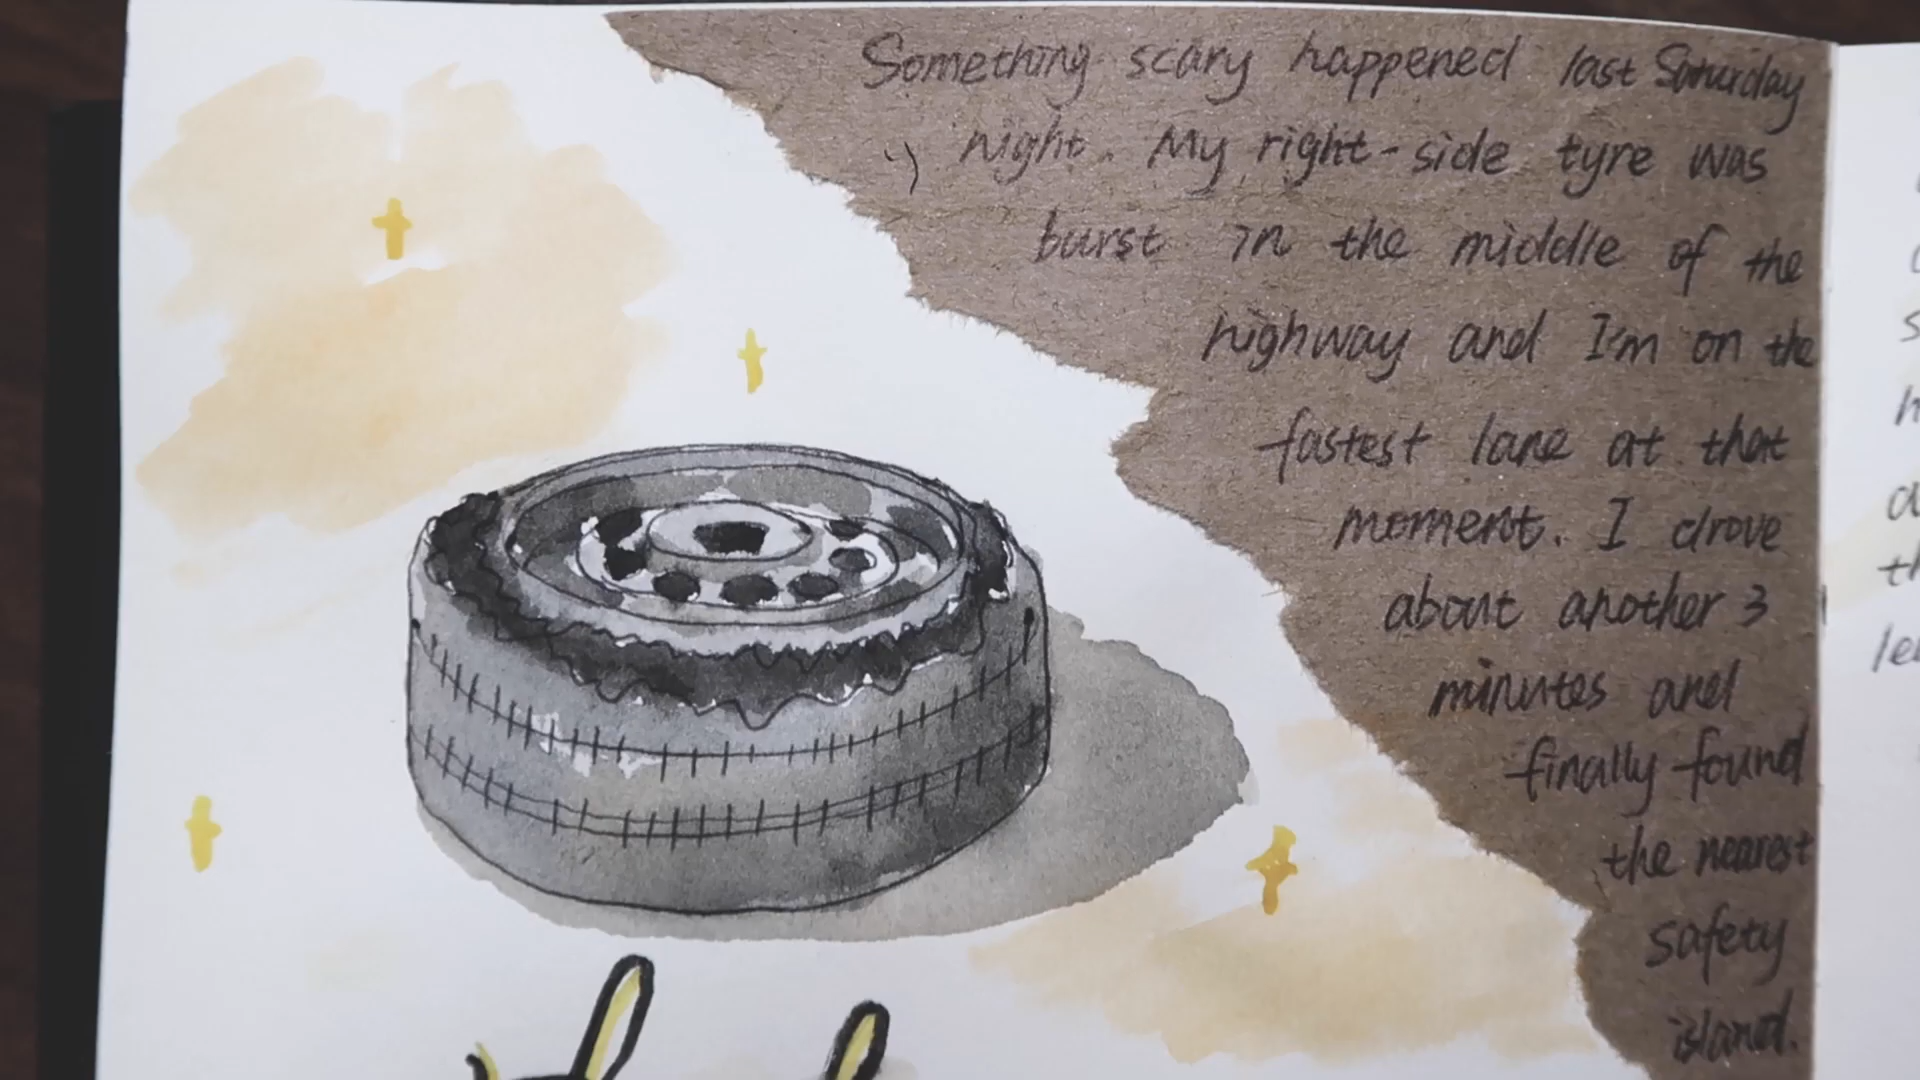 Something scary happened last Saturday
night. My right-side tyre was
burst in the middle of the
highway and I'm on the
fastest lane at that
moment. I drove
about another 3
minutes and
finally found
the nearest
safety
island.